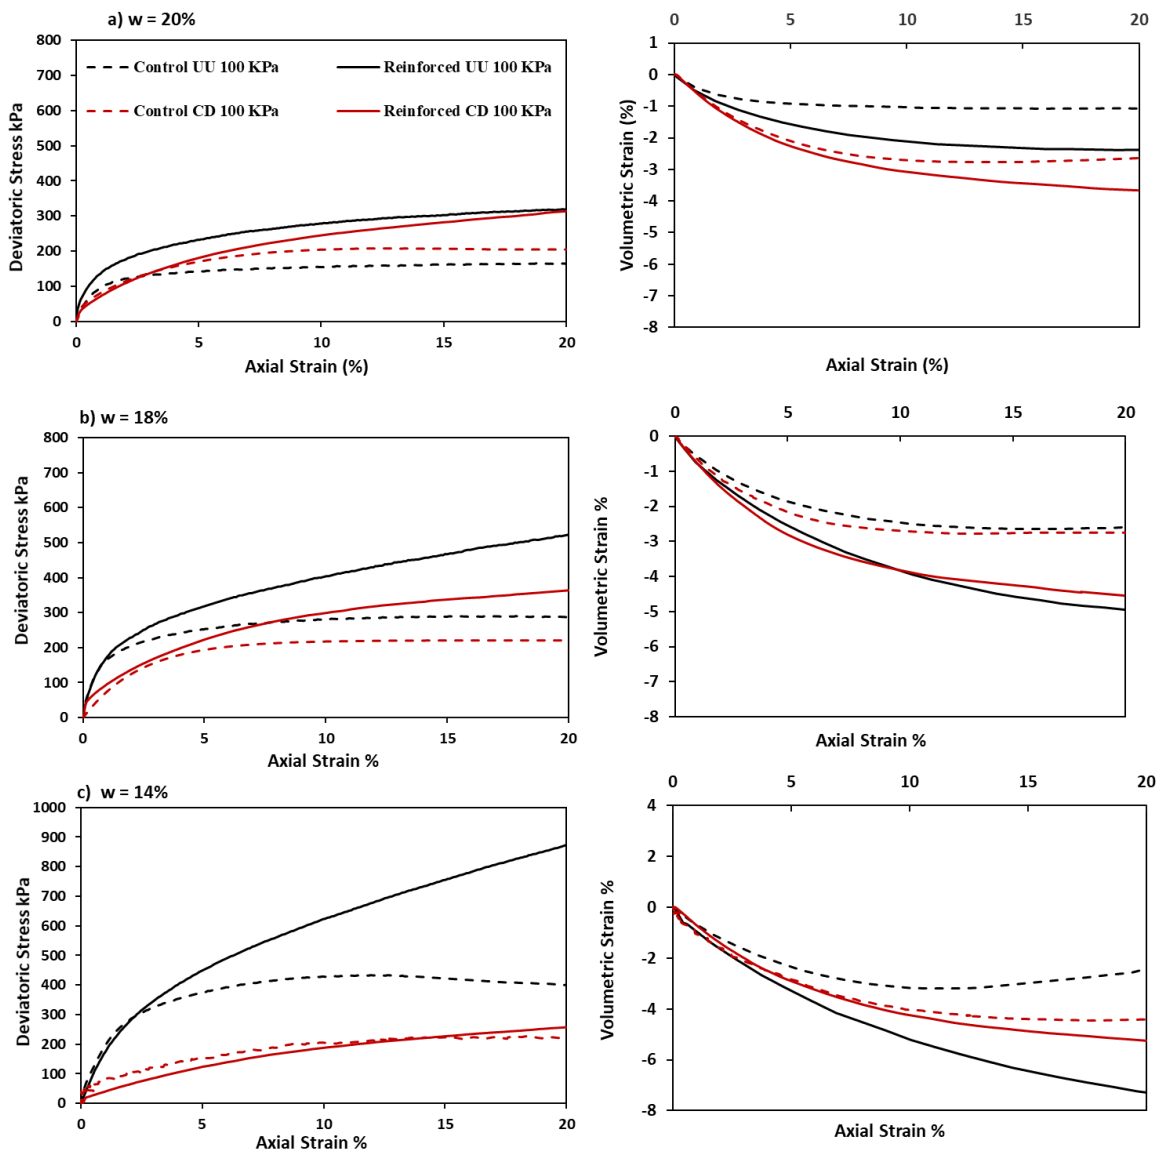 a) w = 20%
800
700
600
500
400
300
200
100
0
Deviatoric Stress kPa
Control UU 100 KPa
Reinforced UU 100 KPa
Control CD 100 KPa
Reinforced CD 100 KPa
0 5 10 15 20
Axial Strain (%)
0 5 10 15 20
1
0
-1
-2
-3
-4
-5
-6
-7
-8
Volumetric Strain (%)
Axial Strain (%)
b) w = 18%
800
700
600
500
400
300
200
100
0
Deviatoric Stress kPa
0 5 10 15 20
Axial Strain %
0 5 10 15 20
0
-1
-2
-3
-4
-5
-6
-7
-8
Volumetric Strain %
Axial Strain %
c) w = 14%
1000
900
800
700
600
500
400
300
200
100
0
Deviatoric Stress kPa
0 5 10 15 20
Axial Strain %
0 5 10 15 20
4
2
0
-2
-4
-6
-8
Volumetric Strain %
Axial Strain %